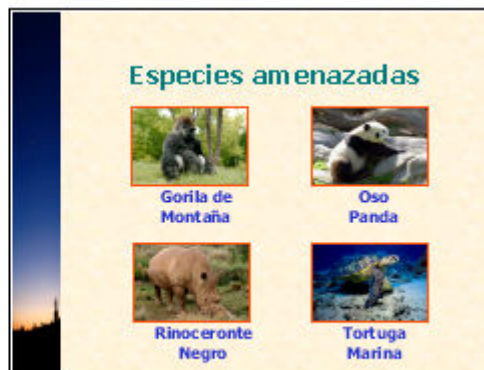 Especies amenazadas
Gorila de
Montaña
Oso
Panda
Rinoceronte
Negro
Tortuga
Marina